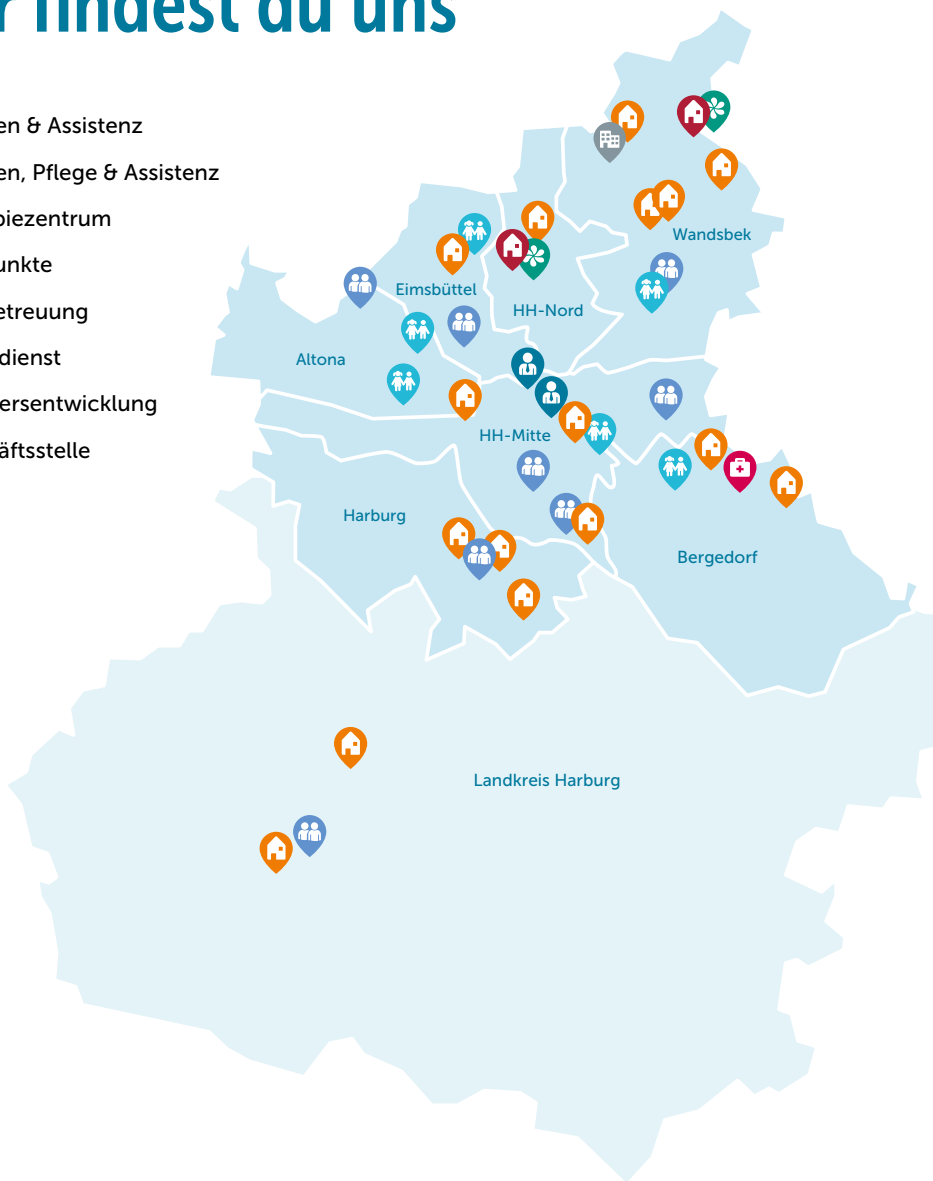 r findest du uns
en & Assistenz
en, Pflege & Assistenz
piezentrum
unkte
etreuung
dienst
ersentwicklung
äftsstelle
Wandsbek
Eimsbüttel
HH-Nord
Altona
HH-Mitte
Harburg
Bergedorf
Landkreis Harburg